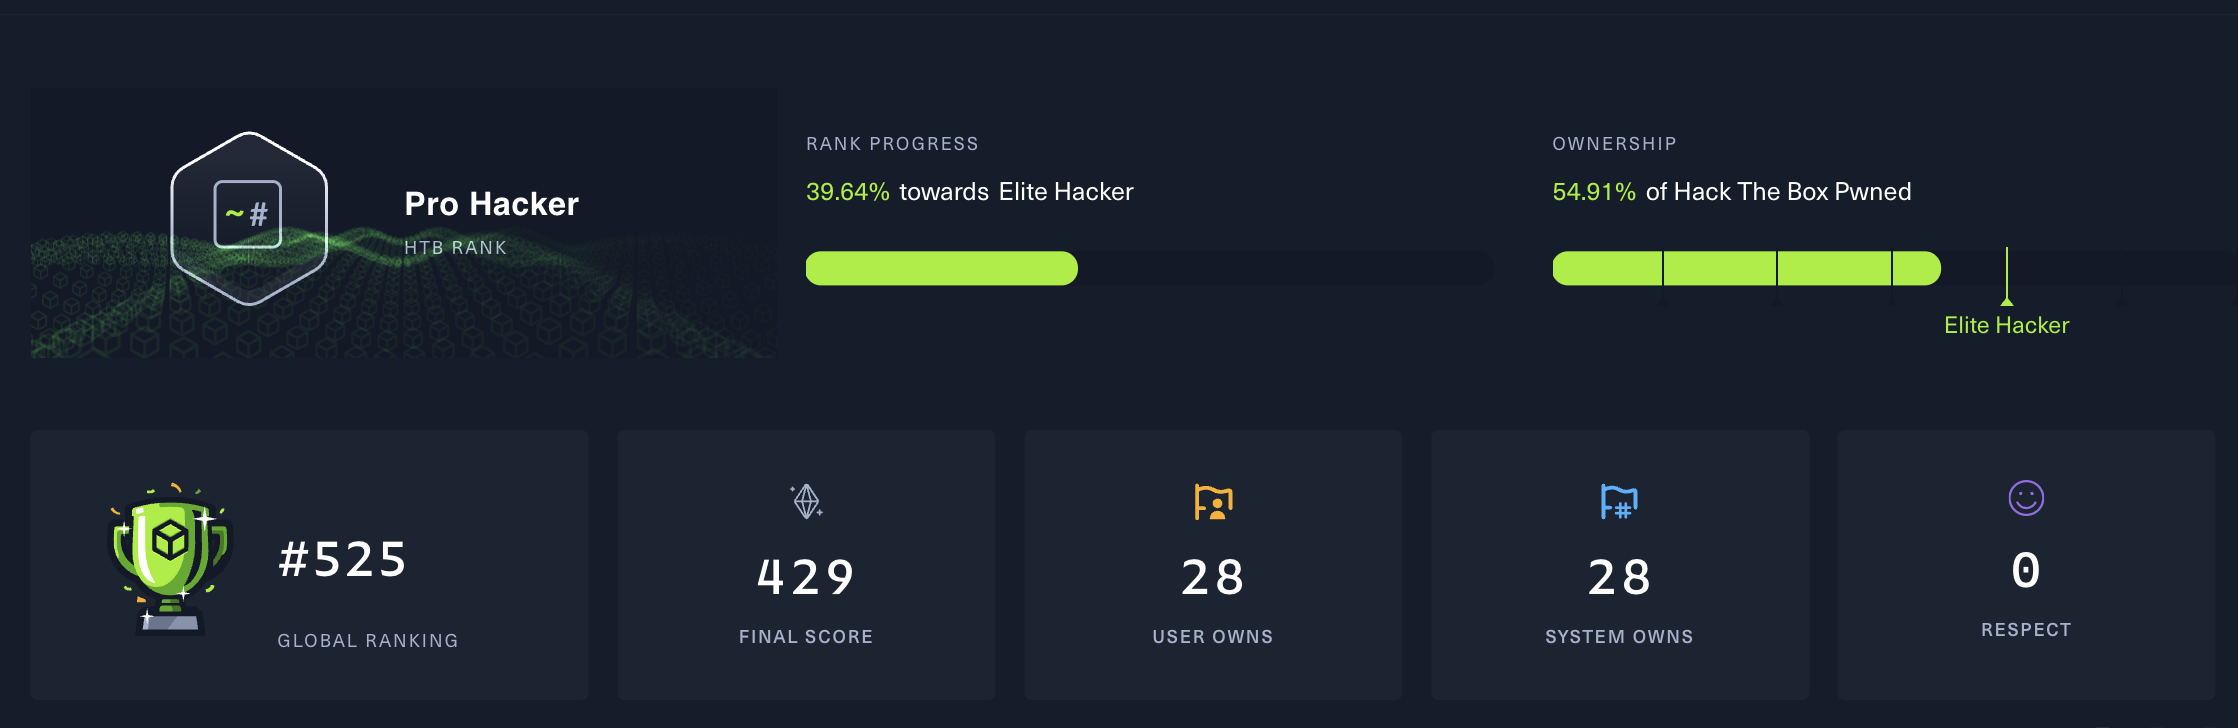 ~#
Pro Hacker
HTB RANK
RANK PROGRESS
39.64% towards Elite Hacker
OWNERSHIP
54.91% of Hack The Box Pwned
Elite Hacker
#525
GLOBAL RANKING
429
FINAL SCORE
28
USER OWNS
#
28
SYSTEM OWNS
0
RESPECT